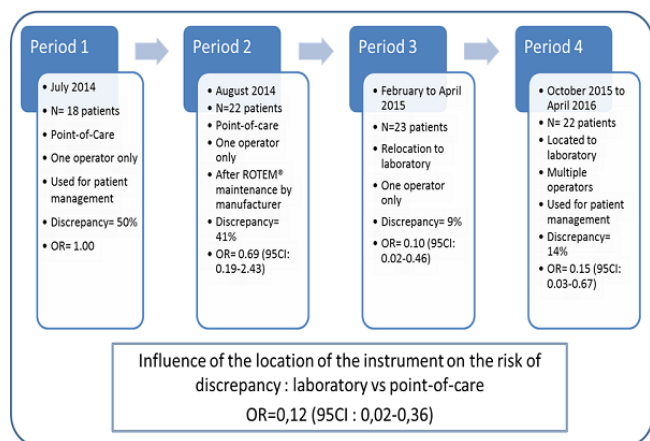 Period 1
• July 2014
• N= 18 patients
• Point-of-Care
• One operator only
• Used for patient
management
• Discrepancy= 50%
• OR= 1.00
Period 2
• August 2014
• N=22 patients
• Point-of-care
• One operator
only
• After ROTEM®
maintenance by
manufacturer
• Discrepancy=
41%
• OR= 0.69 (95CI:
0.19-2.43)
Period 3
• February to April
2015
• N=23 patients
• Relocation to
laboratory
• One operator
only
• Discrepancy= 9%
• OR= 0.10 (95CI:
0.02-0.46)
Period 4
• October 2015 to
April 2016
• N= 22 patients
• Located to
laboratory
• Multiple
operators
• Used for patient
management
• Discrepancy=
14%
• OR= 0.15 (95CI:
0.03-0.67)
Influence of the location of the instrument on the risk of
discrepancy : laboratory vs point-of-care
OR=0,12 (95CI : 0,02-0,36)